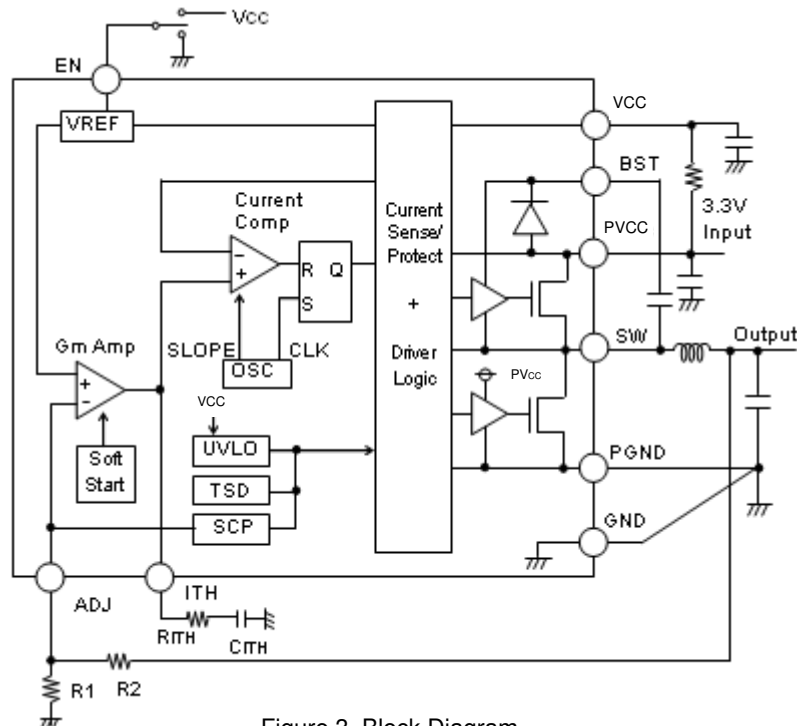 Vcc
EN
VREF
VCC
BST
Current
Comp
Current
Sense/
Protect
+
Driver
Logic
3.3V
Input
PVCC
-
+
R Q
S
Gm Amp
SLOPE
CLK
OSC
SW
Output
+
-
VCC
PVcc
UVLO
Soft
Start
TSD
PGND
SCP
GND
ADJ
ITH
RITH
CITH
R1
R2
Figure 2. Block Diagram